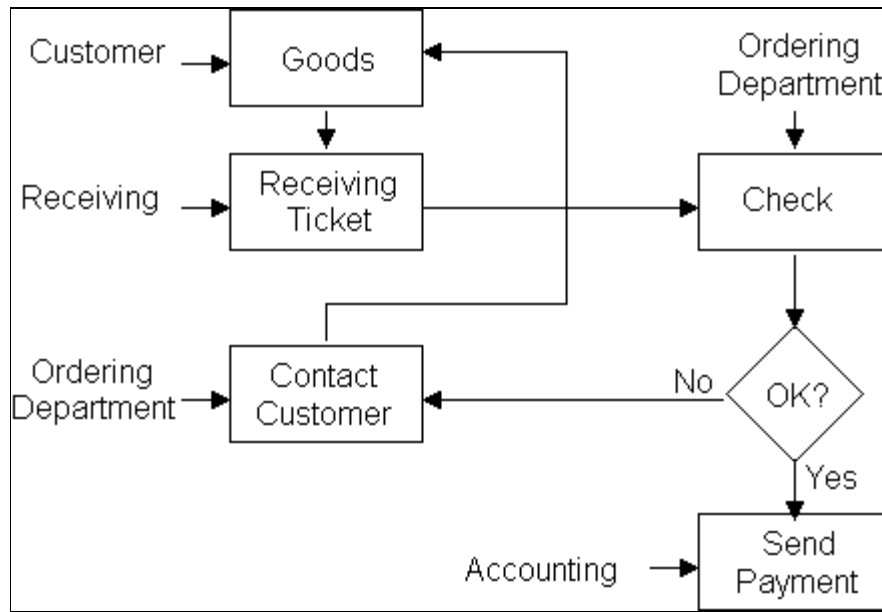 Customer
Goods
Ordering
Department
Receiving
Receiving
Ticket
Check
Ordering
Department
Contact
Customer
No
OK?
Yes
Accounting
Send
Payment